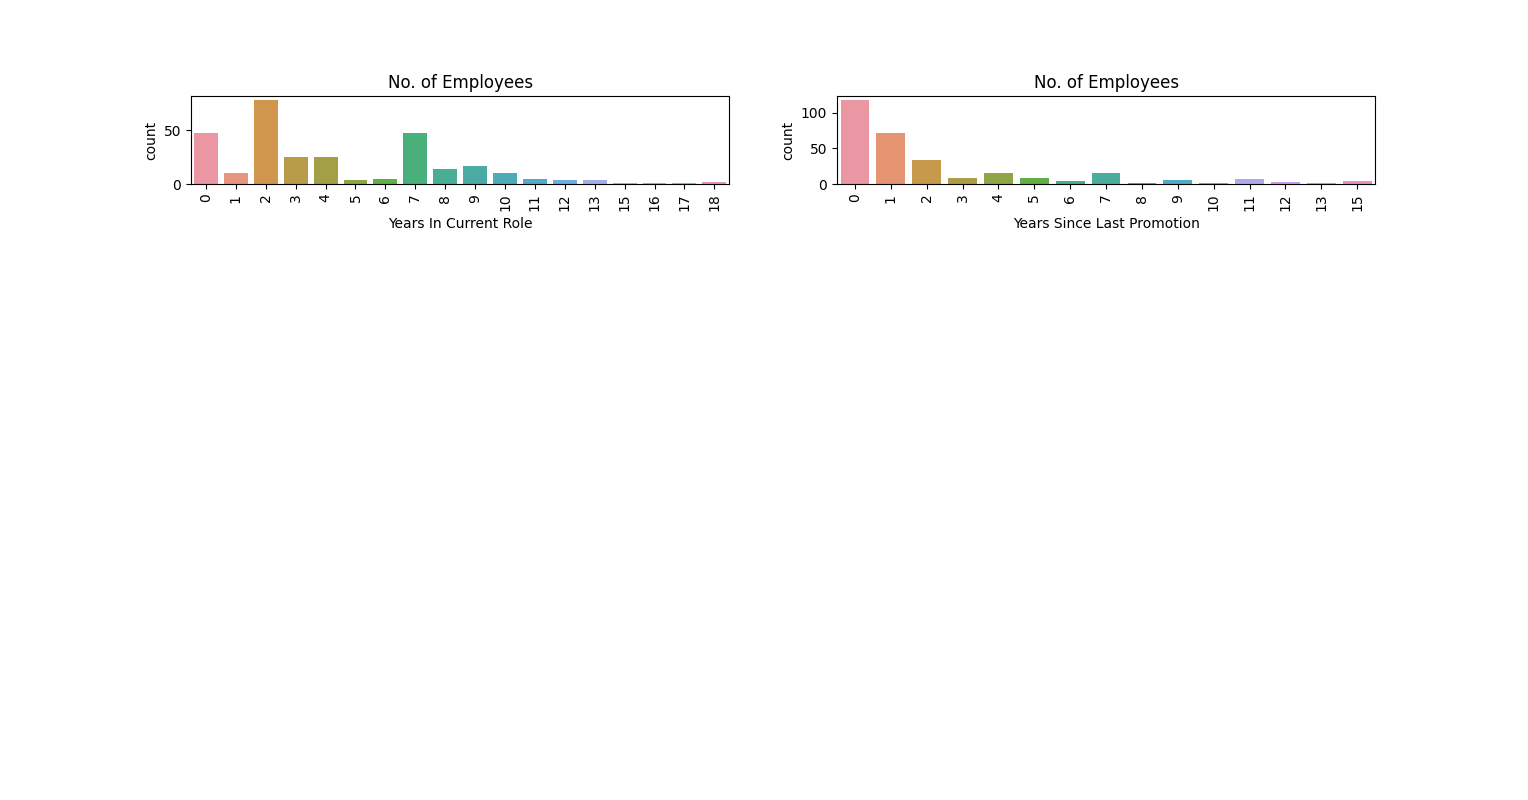 No. of Employees
count
50
0
0 1 2 3 4 5 6 7 8 9 10 11 12 13 15 16 17 18
Years In Current Role
No. of Employees
count
100
50
0
0 1 2 3 4 5 6 7 8 9 10 11 12 13 15
Years Since Last Promotion